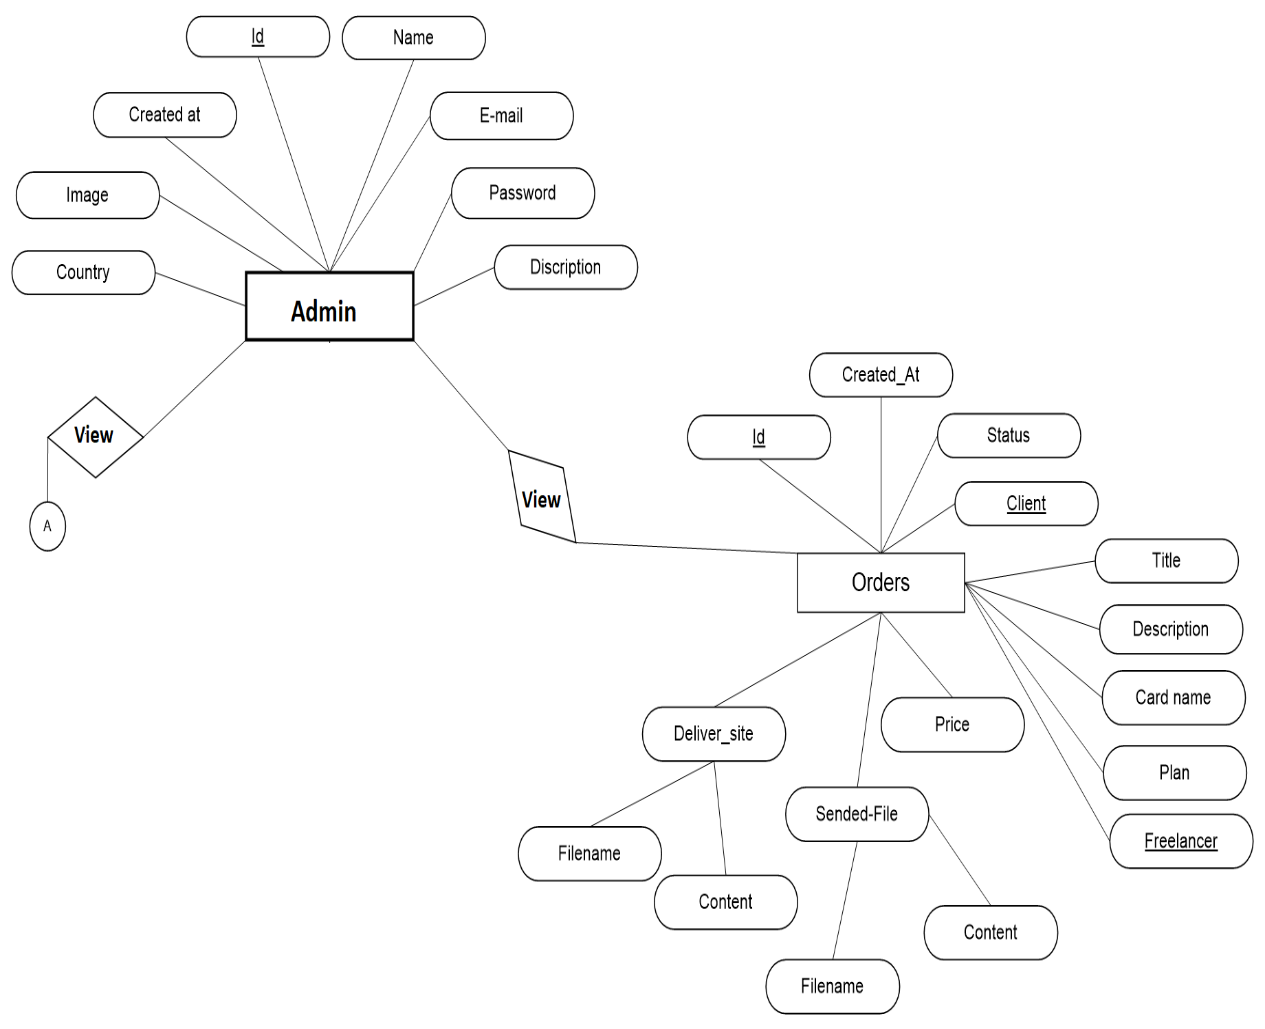 Id
Name
Created at
E-mail
Image
Password
Country
Discription
Admin
View
A
View
Created_At
Id
Status
Client
Orders
Title
Description
Card name
Plan
Freelancer
Deliver_site
Price
Sended-File
Filename
Content
Content
Filename